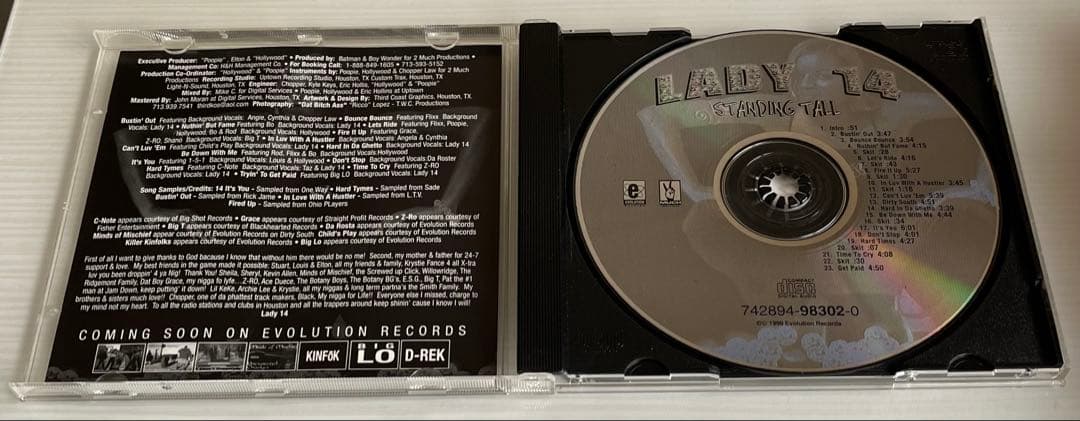 Executive Producer: "Poopie", Elton & "Hollywood" • Produced by: Batman & Boy Wonder for 2 Much Productions •
Management Co: H&H Management Co. • For Booking Call: 1-888-849-1605 • 713-593-5152
Production Co-Ordinator: "Hollywood" & "Poopie" Instruments by: Poopie, Hollywood & Chopper Law for 2 Much
Productions Recording Studio: Uptown Recording Studio, Houston, TX Custom Trax, Houston, TX
Light-N-Sound, Houston, TX Engineer: Chopper, Kyle Keys, Eric Hollis, "Hollywood" & "Poopie"
Mixed By: Mike C. for Digital Services • Poopie, Hollywood & Eric Hollins at Uptown
Mastered By: John Moran at Digital Services, Houston, TX Artwork & Design By: Third Coast Graphics, Houston, TX
713.939.7541 Photography: "Dat Bitch Ass" "Ricco" Lopez - T.W.C. Productions
Bustin' Out Featuring Background Vocals: Angie, Cynthia & Chopper Law • Bounce Bounce Featuring Flixx Background
Vocals: Lady 14 • Nuthin' But Fame Featuring Bo Background Vocals: Lady 14 • Lets Ride Featuring Flixx, Poopie,
Hollywood, Bo & Rod Background Vocals: Hollywood • Fire It Up Featuring Grace,
Z-RO, Shano Background Vocals: Big T • In Luv With A Hustler Background Vocals: Angela & Cynthia
Can't Luv 'Em Featuring Child's Play Background Vocals: Lady 14 • Hard In Da Ghetto Background Vocals: Lady 14
Be Down With Me Featuring Rod, Flixx & Bo Background Vocals:Hollywood
It's You Featuring 1-5-1 Background Vocals: Louis & Hollywood • Don't Stop Background Vocals:Da Roster
Hard Tymes Featuring C-Note Background Vocals: Taz & Lady 14 • Time To Cry Featuring Z-RO
Background Vocals: Lady 14 • Tryin' To Get Paid Featuring Big LO Background Vocals: Lady 14
Song Samples/Credits: 14 It's You - Sampled from One Way • Hard Tymes - Sampled from Sade
Bustin' Out - Sampled from Rick Jame • In Love With A Hustler - Sampled from L.T.V.
Fired Up - Sampled from Ohio PLayers
C-Note appears courtesy of Big Shot Records • Grace appears courtesy of Straight Profit Records • Z-Ro appears courtesy of
Fisher Entertainment • Big T appears courtesy of Blackhearted Records • Da Rosta appears courtesy of Evolution Records
Minds of Mischief appear courtesy of Evolution Records on Dirty South Child's Play appears courtesy of Evolution Records
Killer Kinfolks appears courtesy of Evolution Records • Big Lo appears courtesy of Evolution Records
First of all I want to give thanks to God bacause I know that without him there would be no me! Second, my mother & father for 24-7
support & love. My best friends in the game made it possible: Stuart, Louis & Elton, all my friends & family, Krystie Fance 4 all X-tra
luv you been droppin' 4 ya Nig! Thank You! Sheila, Sheryl, Kevin Allen, Minds of Mischief, the Screwed up Click, Willowridge, The
Ridgemont Family, Dat Boy Grace, my nigga to lyfe...Z-RO, Ace Duece, The Botany Boys, The Botany BG's, E.S.G., Big T, Pat the #1
man at Jam Down, keep putting' it down! Lil KeKe, Archie Lee & Krystle, all my niggas & long term partna's the Smith Family. My
brothers & sisters much love!! Chopper, one of da phattest track makers, Black, My nigga for Life!! Everyone else I missed, charge to
my mind not my heart. To all the radio stations and clubs in Houston and all the trappers around keep shinin' cause I know I will!
Lady 14
COMING SOON ON EVOLUTION RECORDS
KINFOK
BIG
LO
D-REK
LADY 14
STANDING TALL
1. Intro :51
2. Bustin' Out 3:47
3. Bounce Bounce 3:54
4. Nuthin' But Fame 4:15
5. Skit :28
6. Let's Ride 4:16
7. Skit :43
8. Fire It Up 5:27
9. Skit 1:30
10. In Luv With A Hustler 3:45
11. Skit 1:16
12. Can't Luv 'Em 5:39
13. Dirty South 4:51
14. Hard In Da Ghetto 3:39
15. Be Down With Me 4:44
16. Skit :34
17. It's You 6:01
18. Don't Stop 4:01
19. Hard Times 4:27
20. Skit :67
21. Time To Cry 4:08
22. Skit :30
23. Get Paid 4:50
COMPACT
disc
DIGITAL AUDIO
742894-98302-0
℗© 1999 Evolution Records